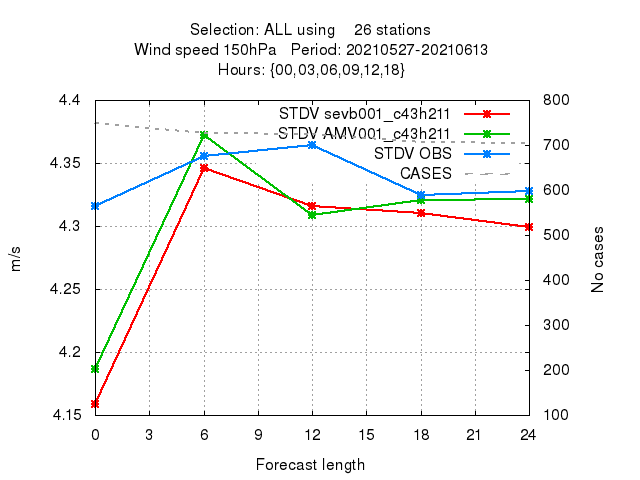 Selection: ALL using 26 stations
Wind speed 150hPa Period: 20210527-20210613
Hours: {00,03,06,09,12,18}
STDV sevb001_c43h211
STDV AMV001_c43h211
STDV OBS
CASES
4.4
4.35
4.3
4.25
4.2
4.15
m/s
800
700
600
500
400
300
200
100
No cases
0 3 6 9 12 15 18 21 24
Forecast length